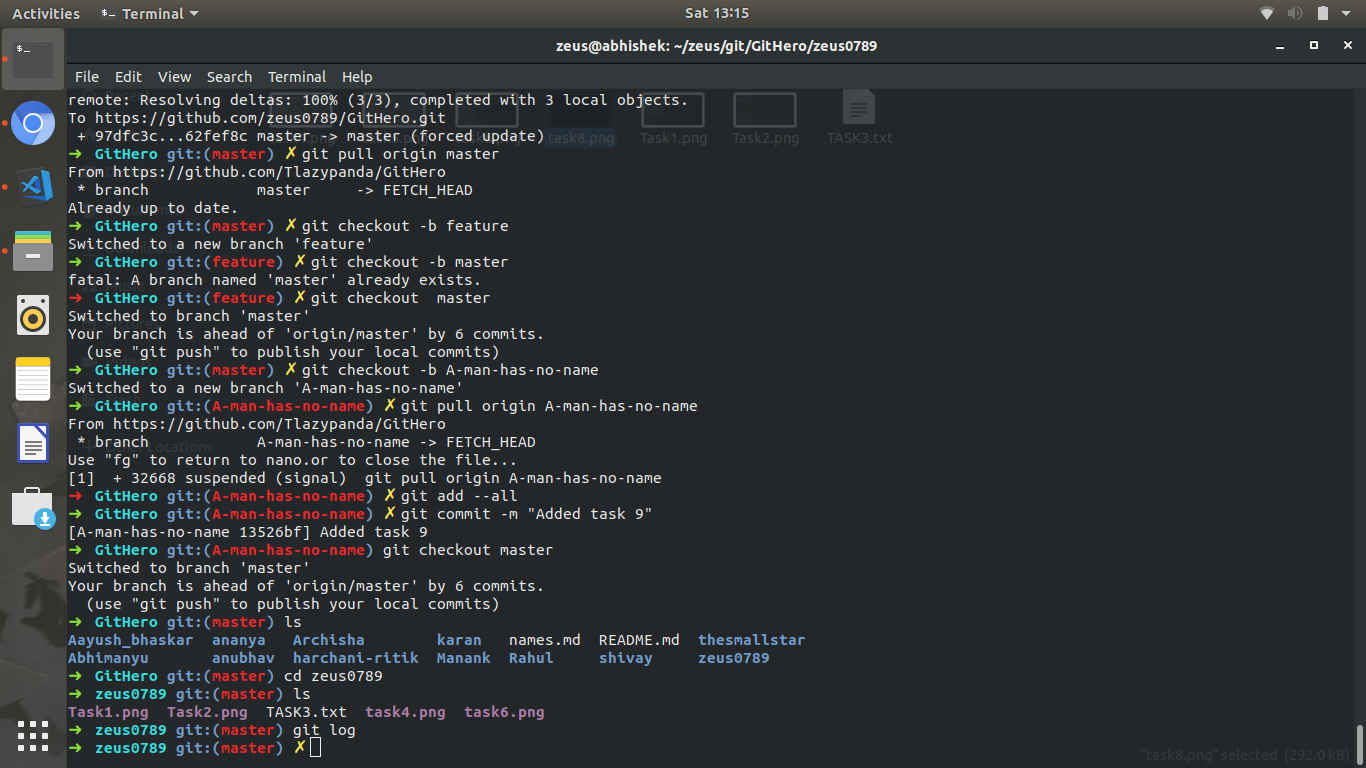 Activities Terminal Sat 13:15
zeus@abhishek: ~/zeus/git/GitHero/zeus0789
File Edit View Search Terminal Help
remote: Resolving deltas: 100% (3/3), completed with 3 local objects.
To https://github.com/zeus0789/GitHero.git
 + 97dfc3c...62fef8c master -> master (forced update)
➜ GitHero git:(master) ✗ git pull origin master
From https://github.com/Tlazypanda/GitHero
 * branch master -> FETCH_HEAD
Already up to date.
➜ GitHero git:(master) ✗ git checkout -b feature
Switched to a new branch 'feature'
➜ GitHero git:(feature) ✗ git checkout -b master
fatal: A branch named 'master' already exists.
➜ GitHero git:(feature) ✗ git checkout  master
Switched to branch 'master'
Your branch is ahead of 'origin/master' by 6 commits.
  (use "git push" to publish your local commits)
➜ GitHero git:(master) ✗ git checkout -b A-man-has-no-name
Switched to a new branch 'A-man-has-no-name'
➜ GitHero git:(A-man-has-no-name) ✗ git pull origin A-man-has-no-name
From https://github.com/Tlazypanda/GitHero
 * branch A-man-has-no-name -> FETCH_HEAD
Use "fg" to return to nano.or to close the file...
[1]  + 32668 suspended (signal)  git pull origin A-man-has-no-name
➜ GitHero git:(A-man-has-no-name) ✗ git add --all
➜ GitHero git:(A-man-has-no-name) ✗ git commit -m "Added task 9"
[A-man-has-no-name 13526bf] Added task 9
➜ GitHero git:(A-man-has-no-name) git checkout master
Switched to branch 'master'
Your branch is ahead of 'origin/master' by 6 commits.
  (use "git push" to publish your local commits)
➜ GitHero git:(master) ls
Aayush_bhaskar ananya Archisha karan names.md README.md thesmallstar
Abhimanyu anubhav harchani-ritik Manank Rahul shivay zeus0789
➜ GitHero git:(master) cd zeus0789
➜ zeus0789 git:(master) ls
Task1.png Task2.png TASK3.txt task4.png task6.png
➜ zeus0789 git:(master) git log
➜ zeus0789 git:(master) ✗
task8.png Task1.png Task2.png TASK3.txt
"task8.png" selected (292.0 kB)